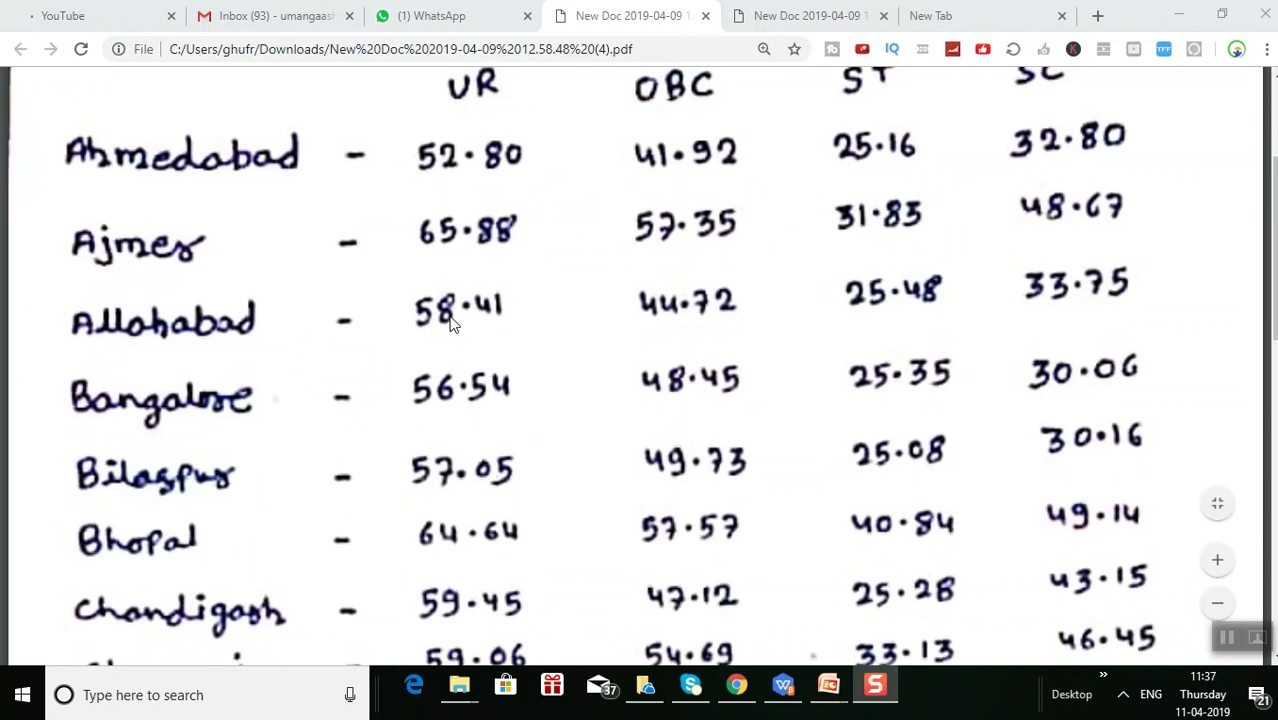 YouTube
Inbox (93) - umangaash
(1) WhatsApp
New Doc 2019-04-09 1
New Doc 2019-04-09 1
New Tab
File C:/Users/ghufr/Downloads/New%20Doc%202019-04-09%2012.58.48%20(4).pdf
UR OBC ST SC
Ahmedabad - 52.80 41.92 25.16 32.80
Ajmer - 65.88 57.35 31.83 48.67
Allahabad - 58.41 44.72 25.48 33.75
Bangalore - 56.54 48.45 25.35 30.06
Bilaspur - 57.05 49.73 25.08 30.16
Bhopal - 64.64 57.57 40.84 49.14
Chandigarh - 59.45 47.12 25.28 43.15
59.06 54.69 33.13 46.45
Type here to search
37
Desktop
ENG
11:37
Thursday
11-04-2019
21